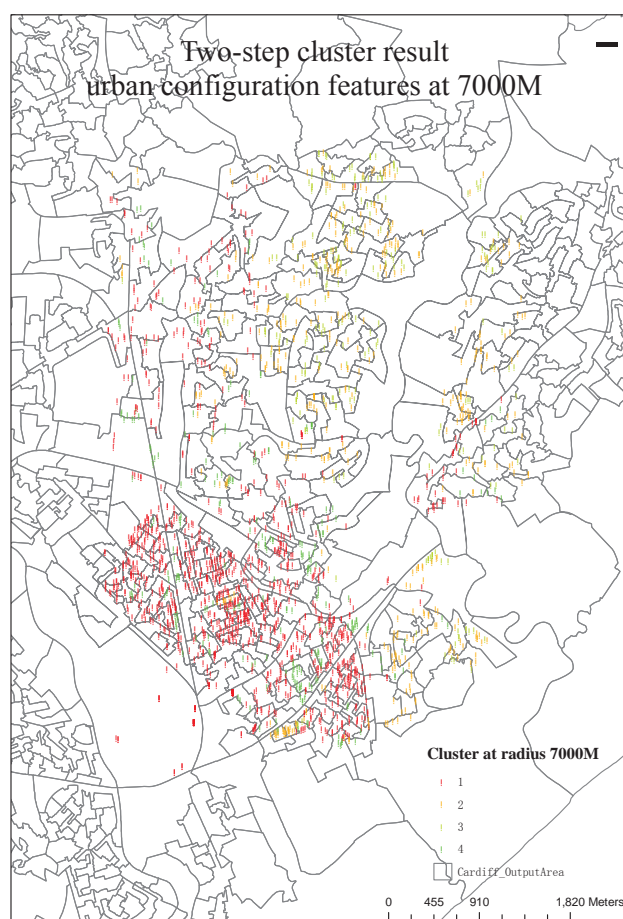 Two-step cluster result
urban configuration features at 7000M
Cluster at radius 7000M
1
2
3
4
Cardiff_OutputArea
0 455 910 1,820 Meters